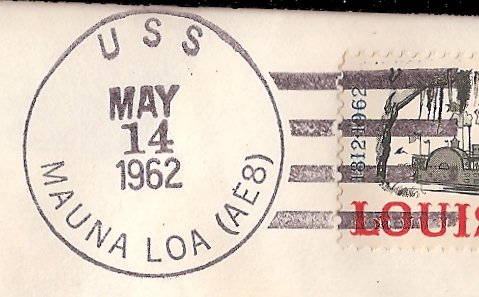 USS
MAY
14
1962
MAUNA LOA (AE8)
1812-1962
LOUIS